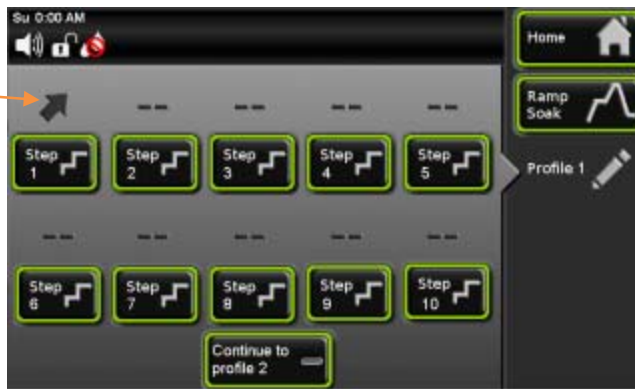 Su 0:00 AM
Home
Ramp
Soak
Profile 1
-- -- -- --
Step
1
Step
2
Step
3
Step
4
Step
5
-- -- -- -- --
Step
6
Step
7
Step
8
Step
9
Step
10
Continue to
profile 2